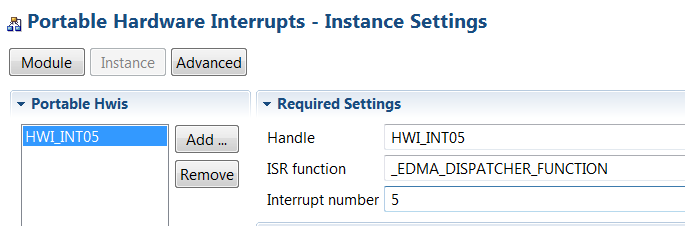 Portable Hardware Interrupts - Instance Settings
Module Instance Advanced
Portable Hwis
HWI_INT05
Add ...
Remove
Required Settings
Handle HWI_INT05
ISR function _EDMA_DISPATCHER_FUNCTION
Interrupt number 5